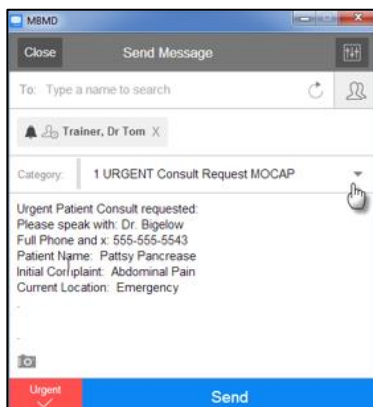 MBMD
Close Send Message
To: Type a name to search
Trainer, Dr Tom X
Category: 1 URGENT Consult Request MOCAP
Urgent Patient Consult requested:
Please speak with: Dr. Bigelow
Full Phone and x: 555-555-5543
Patient Name: Pattsy Pancrease
Initial Complaint: Abdominal Pain
Current Location: Emergency
.
.
Urgent Send